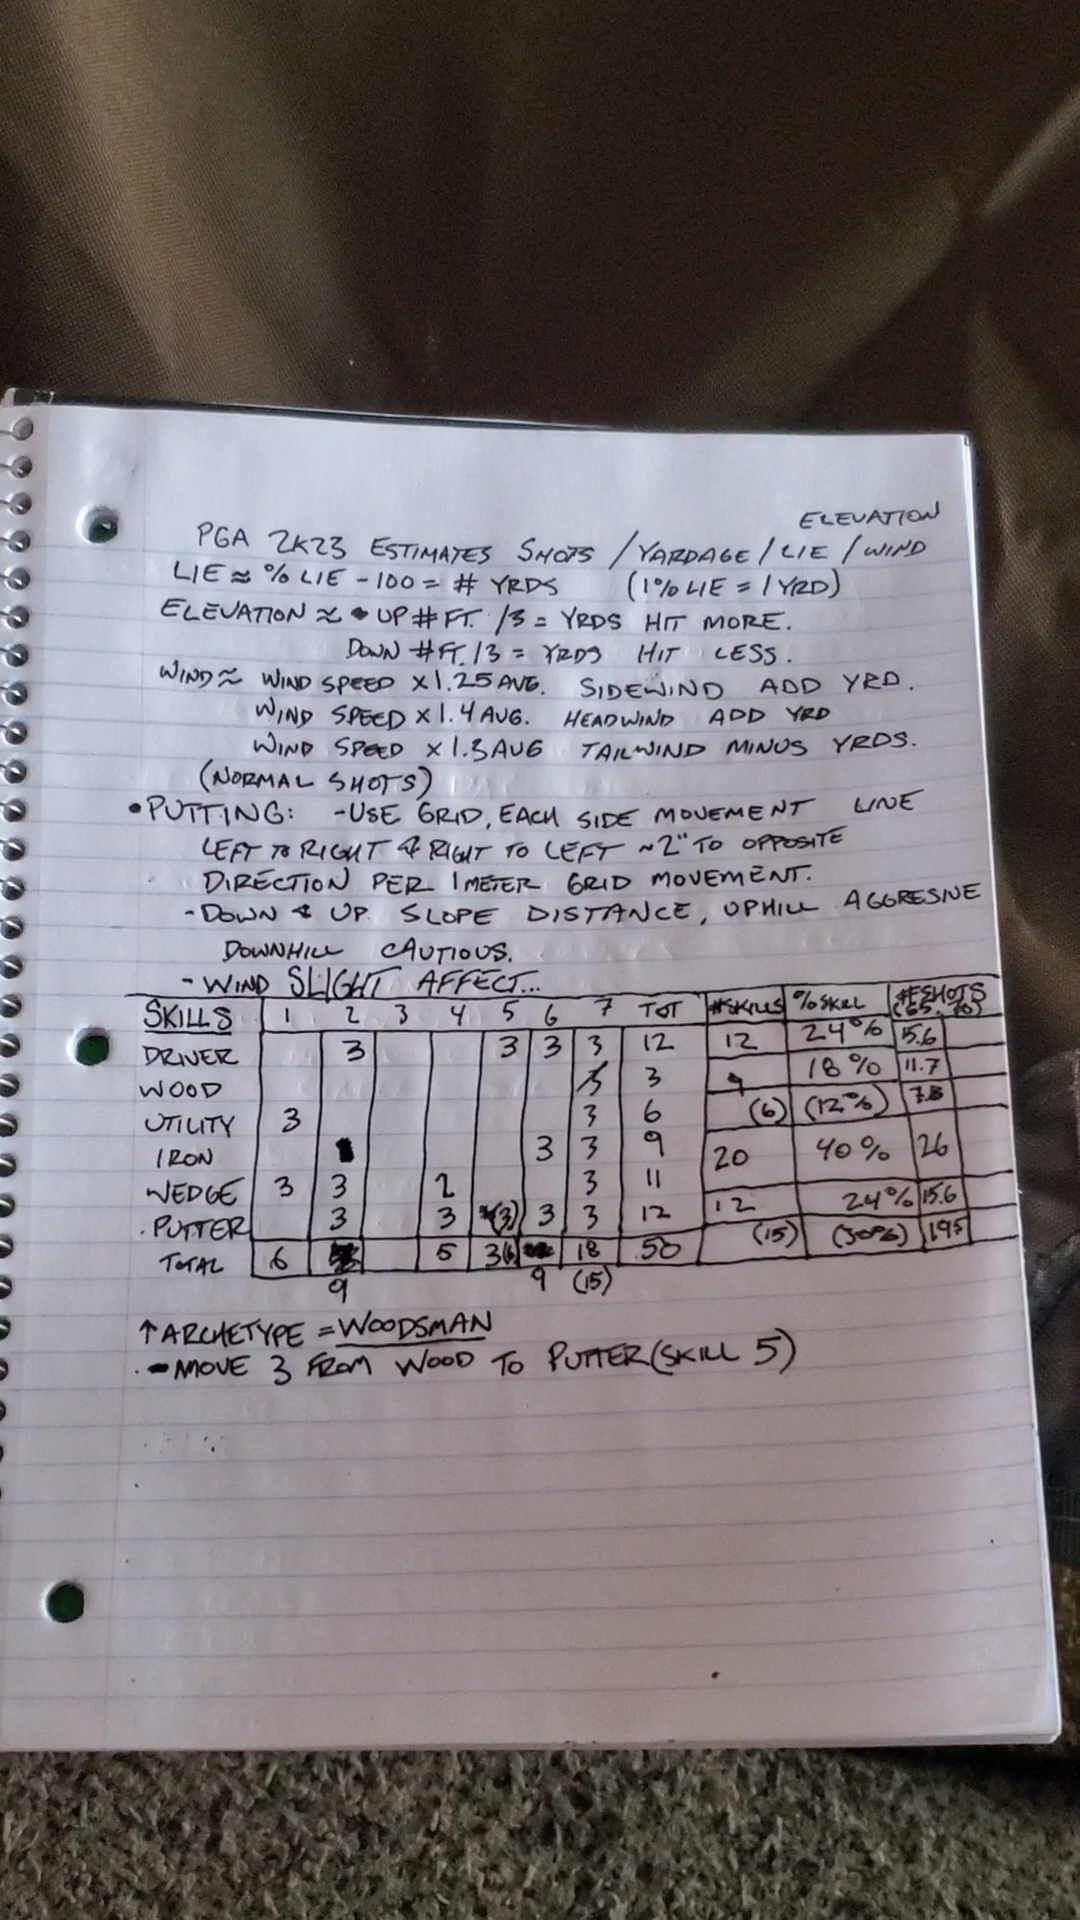 ELEVATION
PGA 2K23 ESTIMATES SHOTS / YARDAGE / LIE / WIND
LIE ≈ % LIE - 100 = # YRDS (1% LIE = 1 YRD)
ELEVATION ≈ UP # FT. /3 = YRDS HIT MORE.
DOWN # FT. /3 = YRDS HIT LESS.
WIND ≈ WIND SPEED X 1.25 AVG. SIDEWIND ADD YRD.
WIND SPEED X 1.4 AVG. HEADWIND ADD YRD
WIND SPEED X 1.3 AVG TAILWIND MINUS YRDS.
(NORMAL SHOTS)
• PUTTING: - USE GRID, EACH SIDE MOVEMENT LINE
LEFT TO RIGHT & RIGHT TO LEFT ~2" TO OPPOSITE
DIRECTION PER 1 METER GRID MOVEMENT.
- DOWN & UP SLOPE DISTANCE, UPHILL AGGRESIVE
DOWNHILL CAUTIOUS.
- WIND SLIGHT AFFECT...
SKILLS 1 2 3 4 5 6 7 TOT #SKILLS %SKILL #SHOTS (65-70)
DRIVER 3 3 3 3 12 12 24% 15.6
WOOD 3 3 9 18% 11.7
UTILITY 3 3 6 (6) (12%) 7.8
IRON 3 3 9 20 40% 26
WEDGE 3 3 2 3 11
PUTTER 3 3 (3) 3 3 12 12 24% 15.6
TOTAL 6 5 3 18 50 (15) (30%)
9 9 (15)
↑ ARCHETYPE = WOODSMAN
- MOVE 3 FROM WOOD TO PUTTER (SKILL 5)